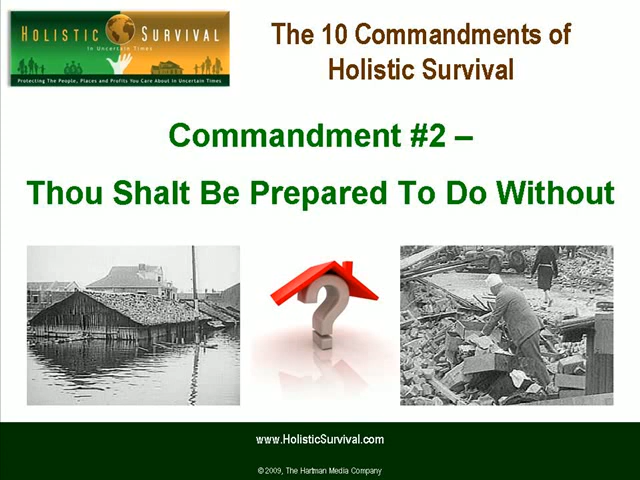 HOLISTIC SURVIVAL
In Uncertain Times
Protecting The People, Places and Profits You Care About In Uncertain Times
The 10 Commandments of
Holistic Survival
Commandment #2 –
Thou Shalt Be Prepared To Do Without
?
www.HolisticSurvival.com
© 2009, The Hartman Media Company